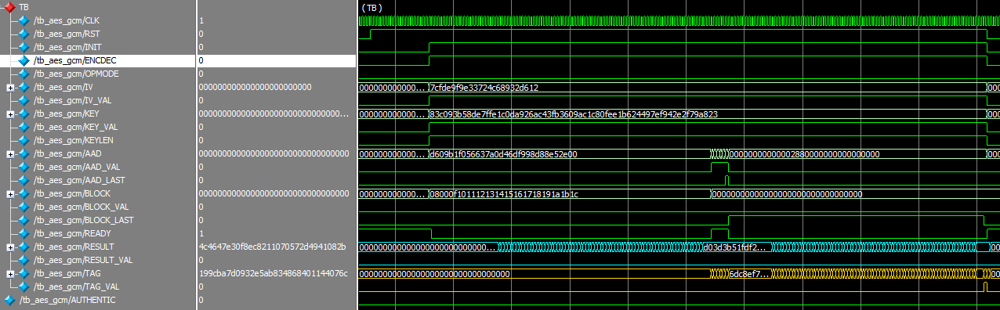 TB (TB)
/tb_aes_gcm/CLK 1
/tb_aes_gcm/RST 0
/tb_aes_gcm/INIT 0
/tb_aes_gcm/ENCDEC 0
/tb_aes_gcm/OPMODE 0
/tb_aes_gcm/IV 000000000000000000000000 000000000000... 7cfde9f9e33724c68932d612 000
/tb_aes_gcm/IV_VAL 0
/tb_aes_gcm/KEY 00000000000000000000000000000000... 000000000000... 83c093b58de7ffe1c0da926ac43fb3609ac1c80fee1b624497ef942e2f79a823 000
/tb_aes_gcm/KEY_VAL 0
/tb_aes_gcm/KEYLEN 0
/tb_aes_gcm/AAD 00000000000000000000000000000000 000000000000... d609b1f056637a0d46df998d88e52e00 00000000000002880000000000000000 000
/tb_aes_gcm/AAD_VAL 0
/tb_aes_gcm/AAD_LAST 0
/tb_aes_gcm/BLOCK 00000000000000000000000000000000 000000000000... 08000f101112131415161718191a1b1c 00000000000000000000000000000000 000
/tb_aes_gcm/BLOCK_VAL 0
/tb_aes_gcm/BLOCK_LAST 0
/tb_aes_gcm/READY 1
/tb_aes_gcm/RESULT 4c4647e30f8ec8211070572d4941082b 000000000000000000000000000... d03d3b51fdf2... 00
/tb_aes_gcm/RESULT_VAL 0
/tb_aes_gcm/TAG 199cba7d0932e5ab834868401144076c 00000000000000000000000000000000 6dc8ef7... 000
/tb_aes_gcm/TAG_VAL 0
/tb_aes_gcm/AUTHENTIC 0